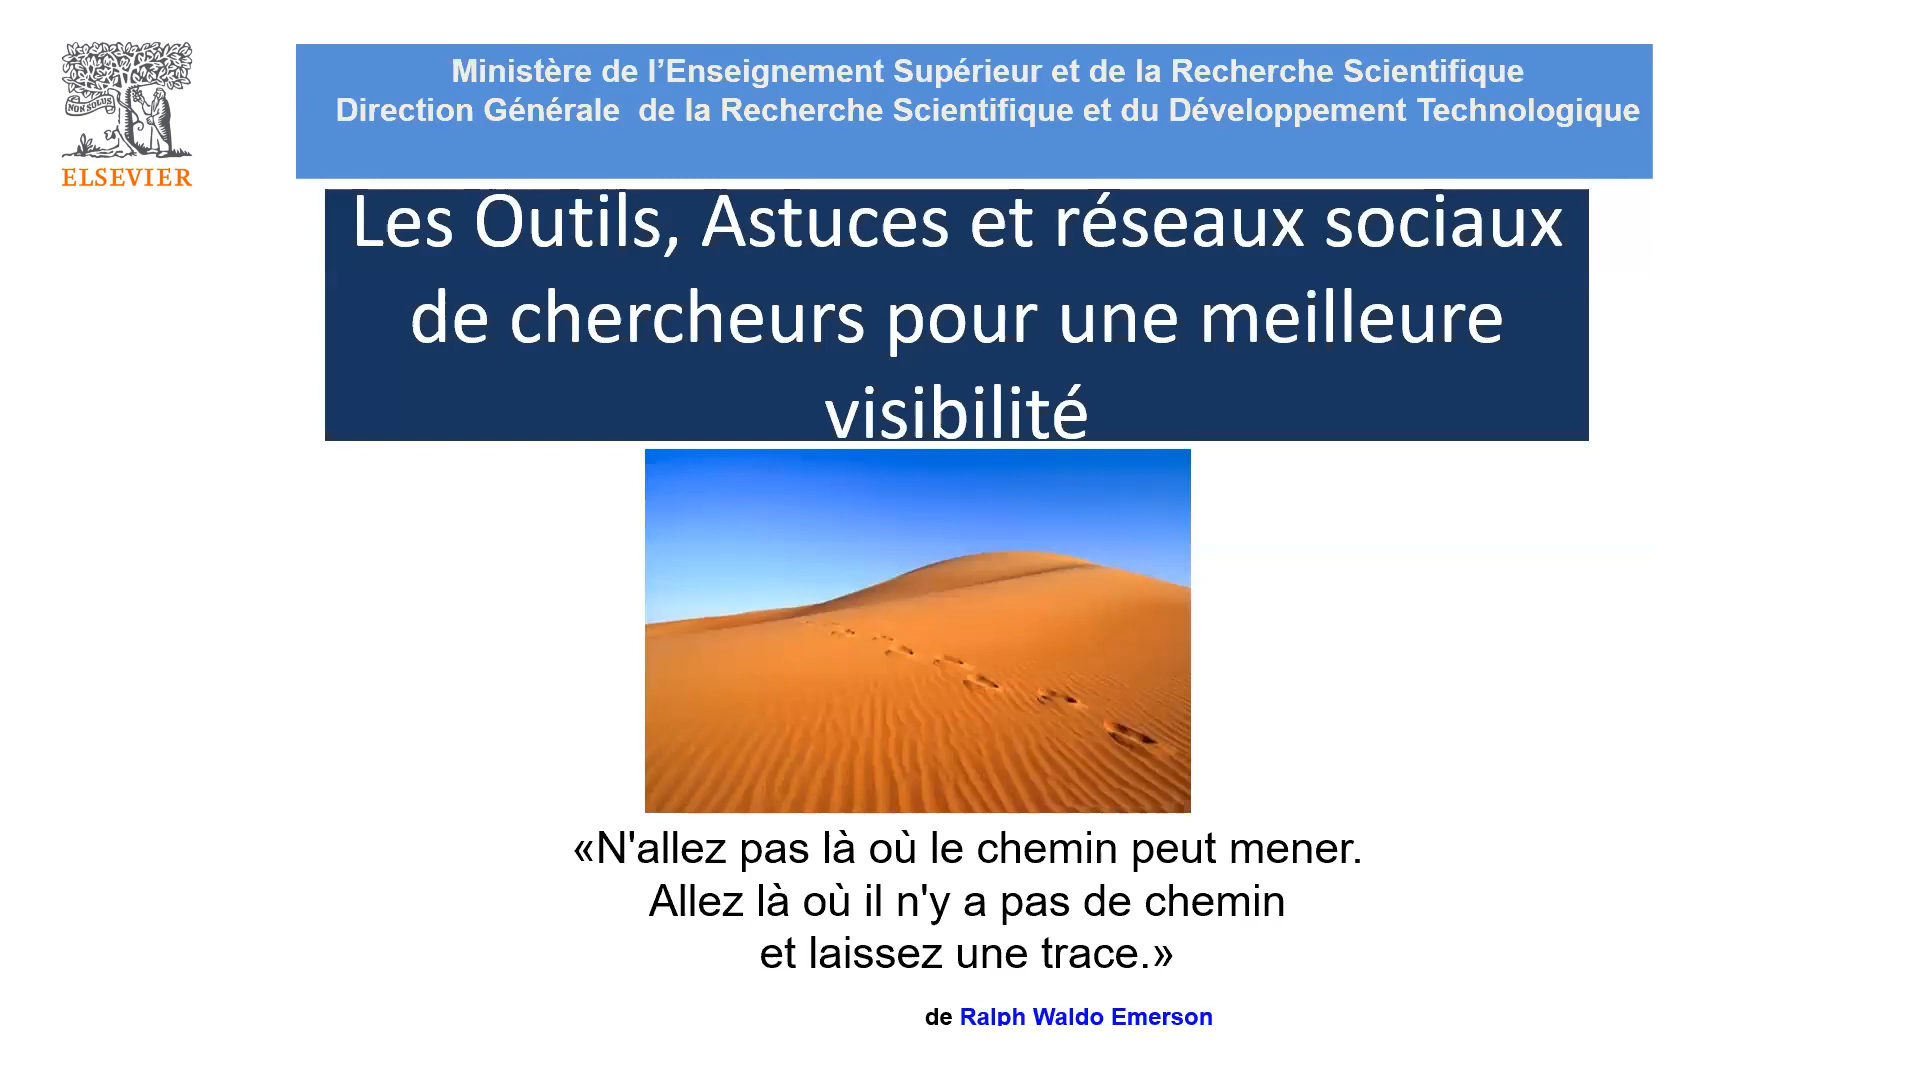 NON SOLUS
ELSEVIER
Ministère de l’Enseignement Supérieur et de la Recherche Scientifique
Direction Générale  de la Recherche Scientifique et du Développement Technologique
Les Outils, Astuces et réseaux sociaux
de chercheurs pour une meilleure
visibilité
«N'allez pas là où le chemin peut mener.
Allez là où il n'y a pas de chemin
et laissez une trace.»
de Ralph Waldo Emerson